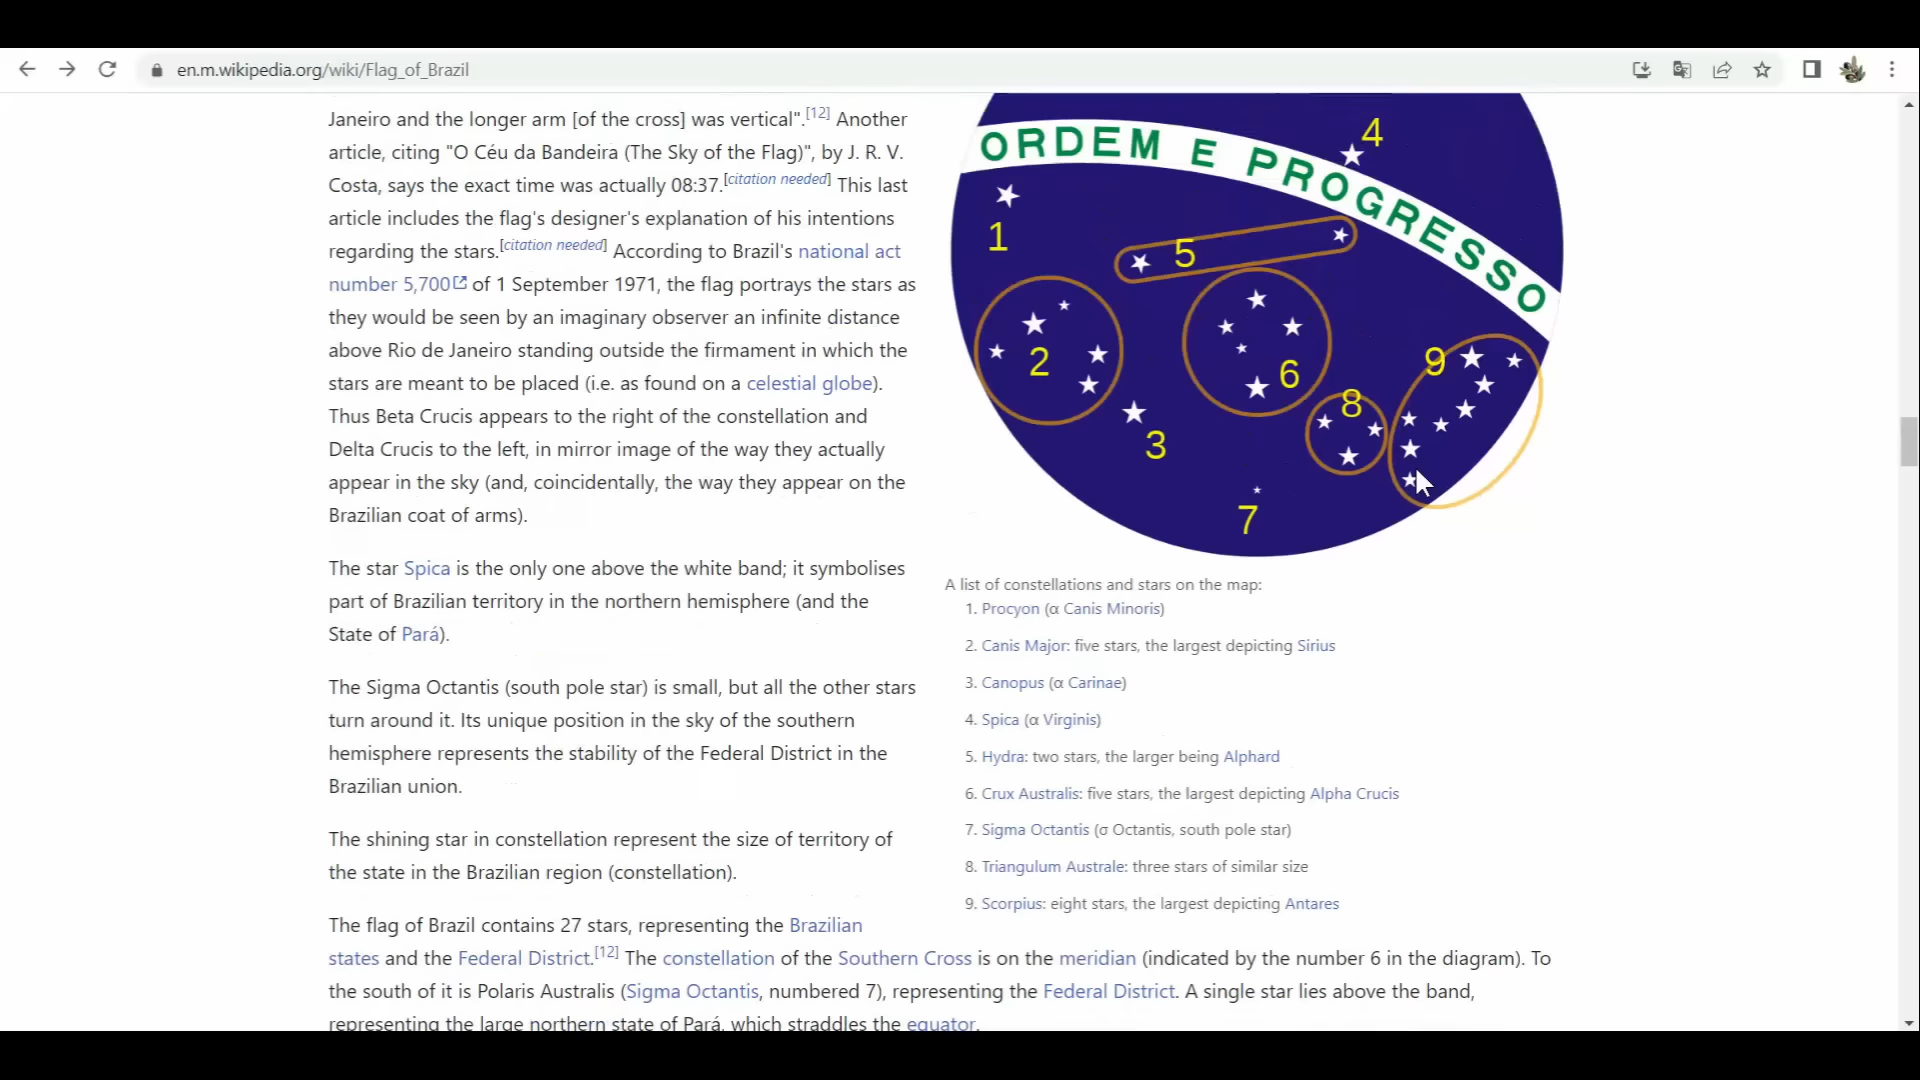 en.m.wikipedia.org/wiki/Flag_of_Brazil
Janeiro and the longer arm [of the cross] was vertical".[12] Another
article, citing "O Céu da Bandeira (The Sky of the Flag)", by J. R. V.
Costa, says the exact time was actually 08:37.[citation needed] This last
article includes the flag's designer's explanation of his intentions
regarding the stars.[citation needed] According to Brazil's national act
number 5,700 of 1 September 1971, the flag portrays the stars as
they would be seen by an imaginary observer an infinite distance
above Rio de Janeiro standing outside the firmament in which the
stars are meant to be placed (i.e. as found on a celestial globe).
Thus Beta Crucis appears to the right of the constellation and
Delta Crucis to the left, in mirror image of the way they actually
appear in the sky (and, coincidentally, the way they appear on the
Brazilian coat of arms).
The star Spica is the only one above the white band; it symbolises
part of Brazilian territory in the northern hemisphere (and the
State of Pará).
The Sigma Octantis (south pole star) is small, but all the other stars
turn around it. Its unique position in the sky of the southern
hemisphere represents the stability of the Federal District in the
Brazilian union.
The shining star in constellation represent the size of territory of
the state in the Brazilian region (constellation).
The flag of Brazil contains 27 stars, representing the Brazilian
states and the Federal District.[12] The constellation of the Southern Cross is on the meridian (indicated by the number 6 in the diagram). To
the south of it is Polaris Australis (Sigma Octantis, numbered 7), representing the Federal District. A single star lies above the band,
representing the large northern state of Pará, which straddles the equator.
ORDEM E PROGRESSO
4
1
5
2
6
9
8
3
7
A list of constellations and stars on the map:
1. Procyon (α Canis Minoris)
2. Canis Major: five stars, the largest depicting Sirius
3. Canopus (α Carinae)
4. Spica (α Virginis)
5. Hydra: two stars, the larger being Alphard
6. Crux Australis: five stars, the largest depicting Alpha Crucis
7. Sigma Octantis (σ Octantis, south pole star)
8. Triangulum Australe: three stars of similar size
9. Scorpius: eight stars, the largest depicting Antares